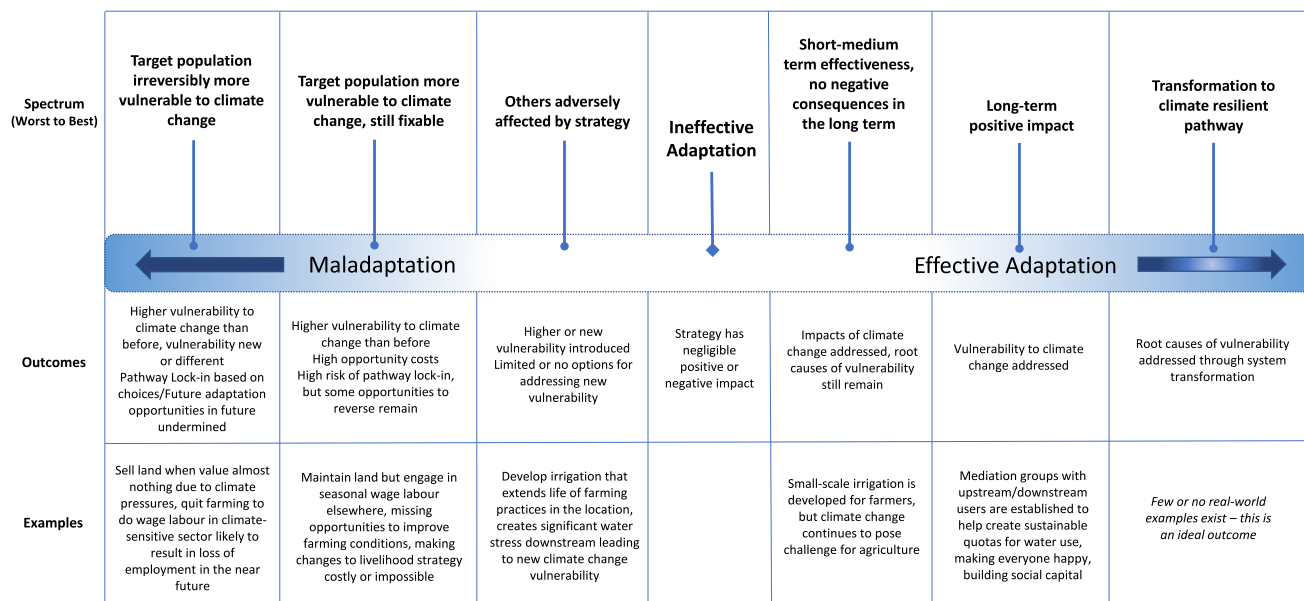 Spectrum
(Worst to Best)
Target population
irreversibly more
vulnerable to climate
change
Target population more
vulnerable to climate
change, still fixable
Others adversely
affected by strategy
Ineffective
Adaptation
Short-medium
term effectiveness,
no negative
consequences in
the long term
Long-term
positive impact
Transformation to
climate resilient
pathway
Maladaptation
Effective Adaptation
Outcomes
Higher vulnerability to
climate change than
before, vulnerability new
or different
Pathway Lock-in based on
choices/Future adaptation
opportunities in future
undermined
Higher vulnerability to climate
change than before
High opportunity costs
High risk of pathway lock-in,
but some opportunities to
reverse remain
Higher or new
vulnerability introduced
Limited or no options for
addressing new
vulnerability
Strategy has
negligible
positive or
negative impact
Impacts of climate
change addressed, root
causes of vulnerability
still remain
Vulnerability to climate
change addressed
Root causes of vulnerability
addressed through system
transformation
Examples
Sell land when value almost
nothing due to climate
pressures, quit farming to
do wage labour in climate-
sensitive sector likely to
result in loss of
employment in the near
future
Maintain land but engage in
seasonal wage labour
elsewhere, missing
opportunities to improve
farming conditions, making
changes to livelihood strategy
costly or impossible
Develop irrigation that
extends life of farming
practices in the location,
creates significant water
stress downstream leading
to new climate change
vulnerability
Small-scale irrigation is
developed for farmers,
but climate change
continues to pose
challenge for agriculture
Mediation groups with
upstream/downstream
users are established to
help create sustainable
quotas for water use,
making everyone happy,
building social capital
Few or no real-world
examples exist – this is
an ideal outcome